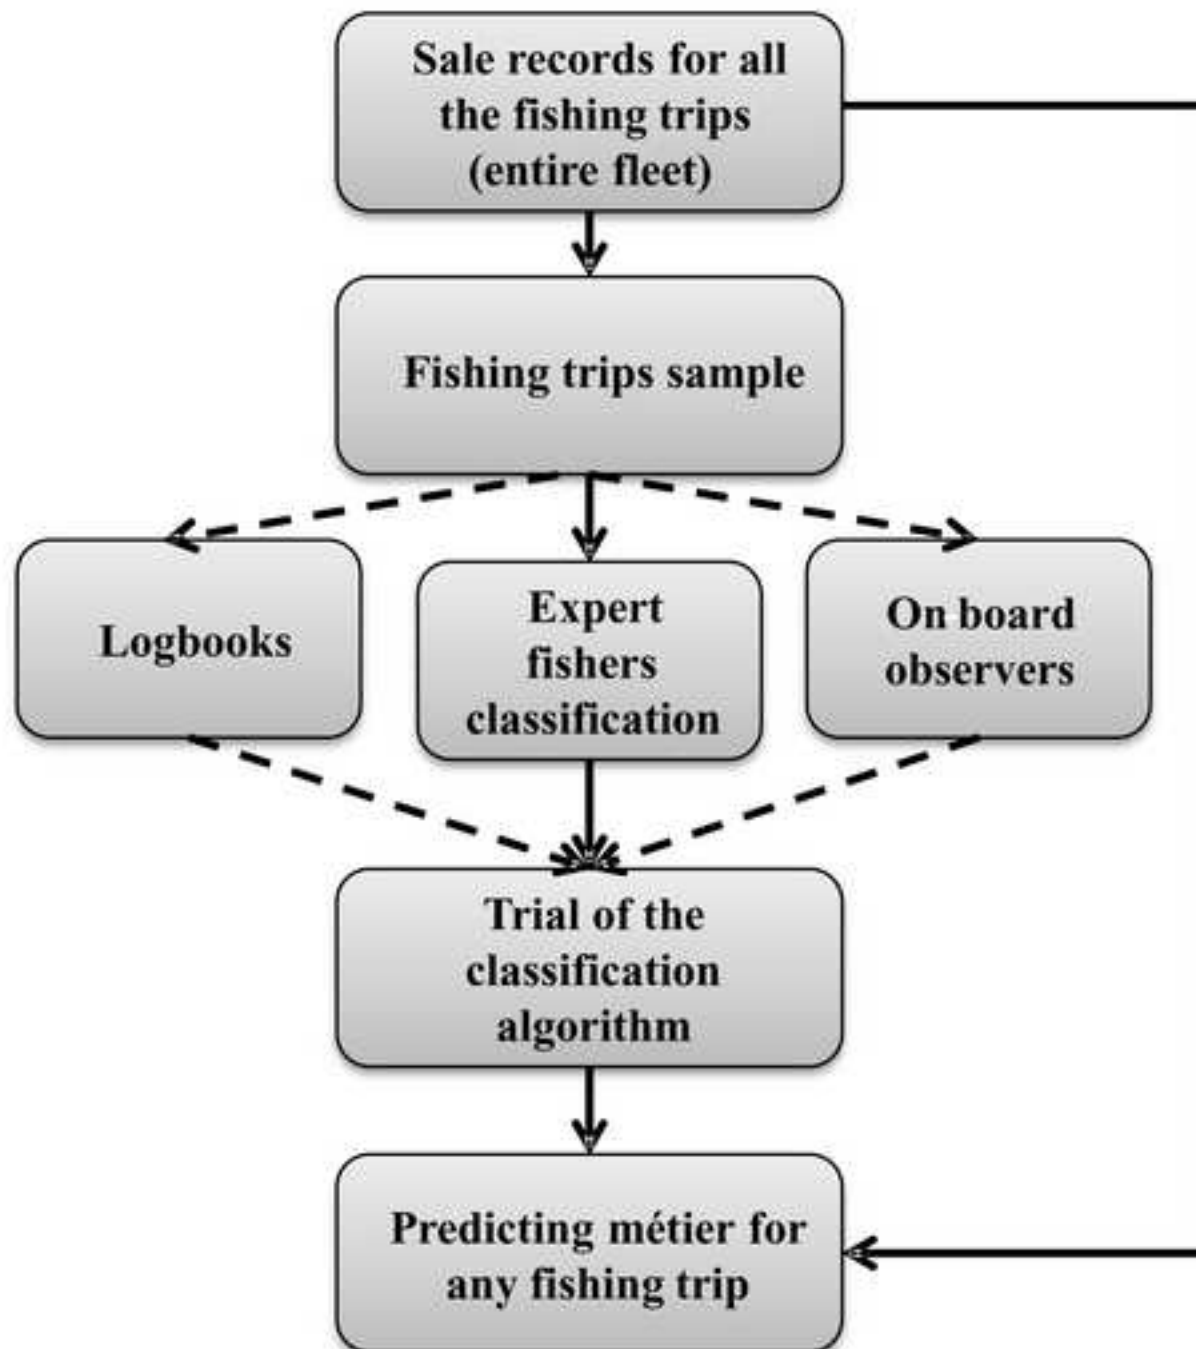 Sale records for all
the fishing trips
(entire fleet)
Fishing trips sample
Logbooks
Expert
fishers
classification
On board
observers
Trial of the
classification
algorithm
Predicting métier for
any fishing trip